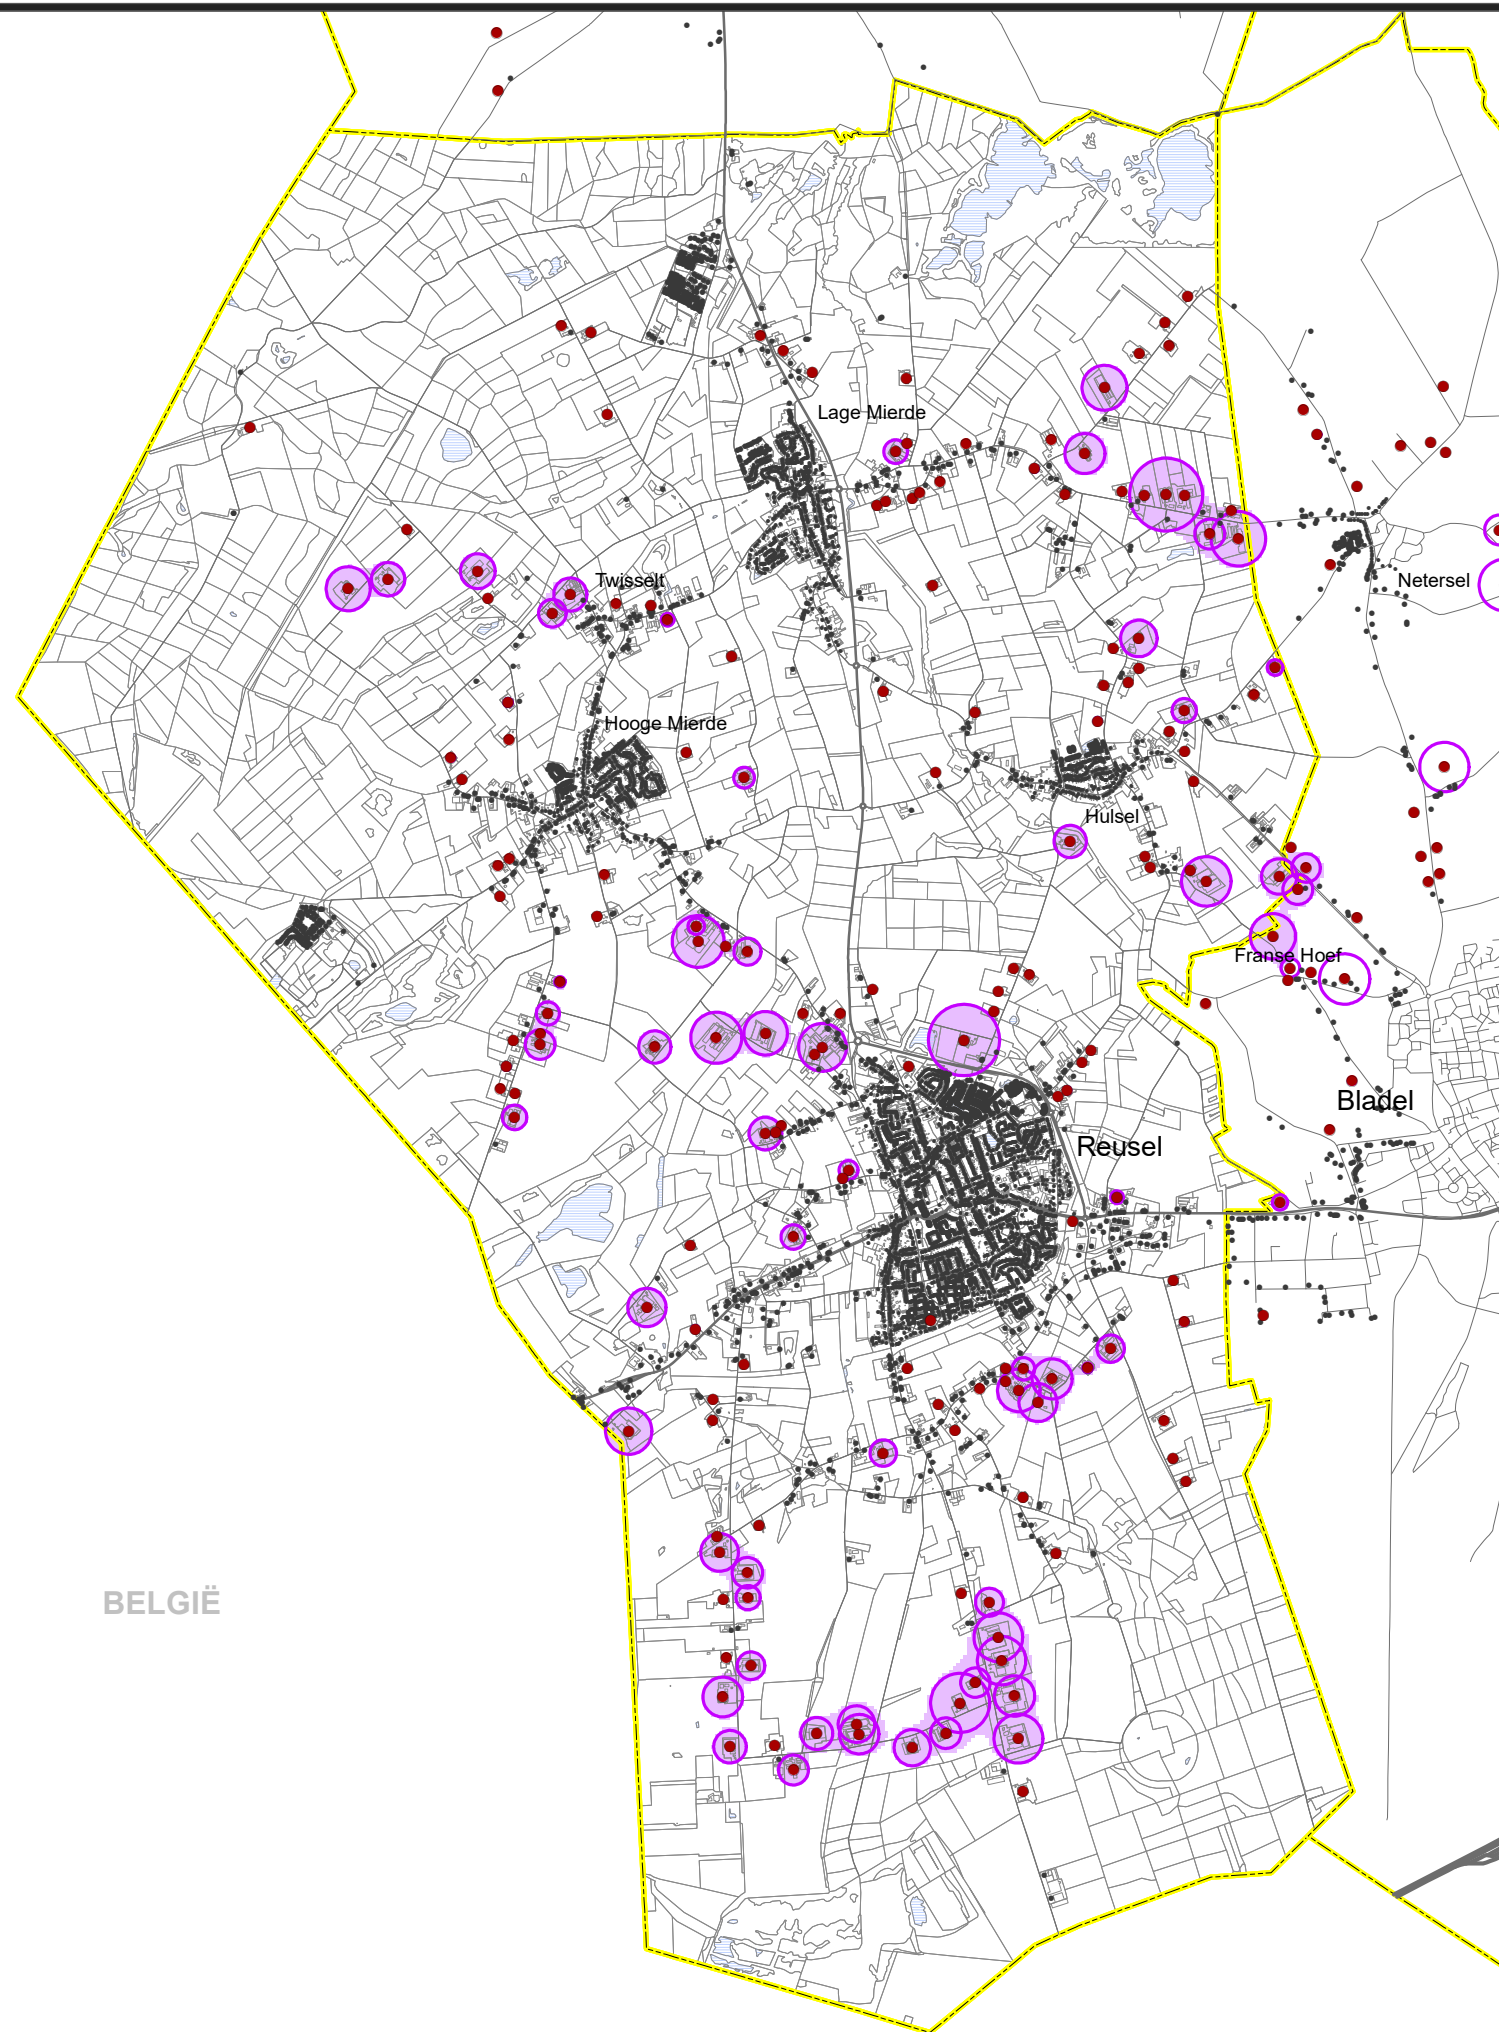 Lage Mierde
Twisselt
Netersel
Hooge Mierde
Hulsel
Franse Hoef
Bladel
Reusel
BELGIË